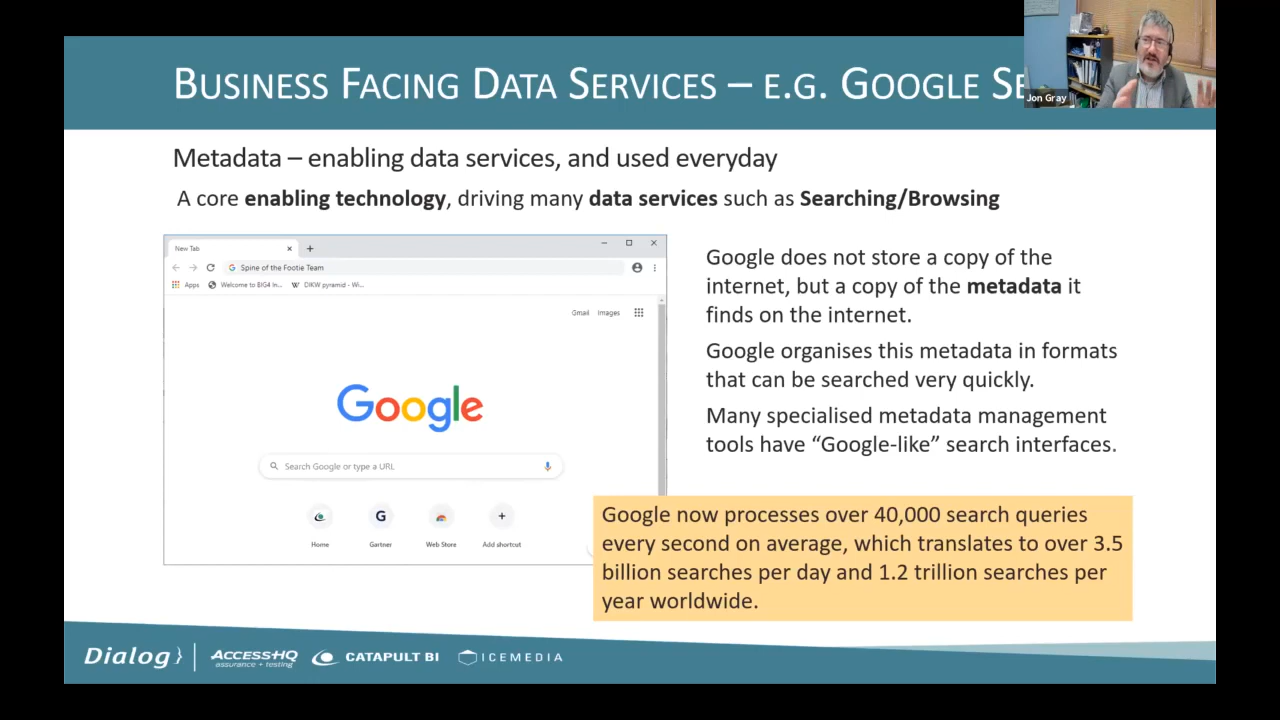 BUSINESS FACING DATA SERVICES – E.G. GOOGLE SE
Jon Gray
Metadata – enabling data services, and used everyday
A core enabling technology, driving many data services such as Searching/Browsing
New Tab
Spine of the Footie Team
Apps Welcome to BIG4 In... W DIKW pyramid - Wi...
Gmail Images
Google
Search Google or type a URL
G
Home Gartner Web Store Add shortcut
Google does not store a copy of the
internet, but a copy of the metadata it
finds on the internet.
Google organises this metadata in formats
that can be searched very quickly.
Many specialised metadata management
tools have “Google-like” search interfaces.
Google now processes over 40,000 search queries
every second on average, which translates to over 3.5
billion searches per day and 1.2 trillion searches per
year worldwide.
Dialog} ACCESSHQ CATAPULT BI ICEMEDIA
assurance + testing